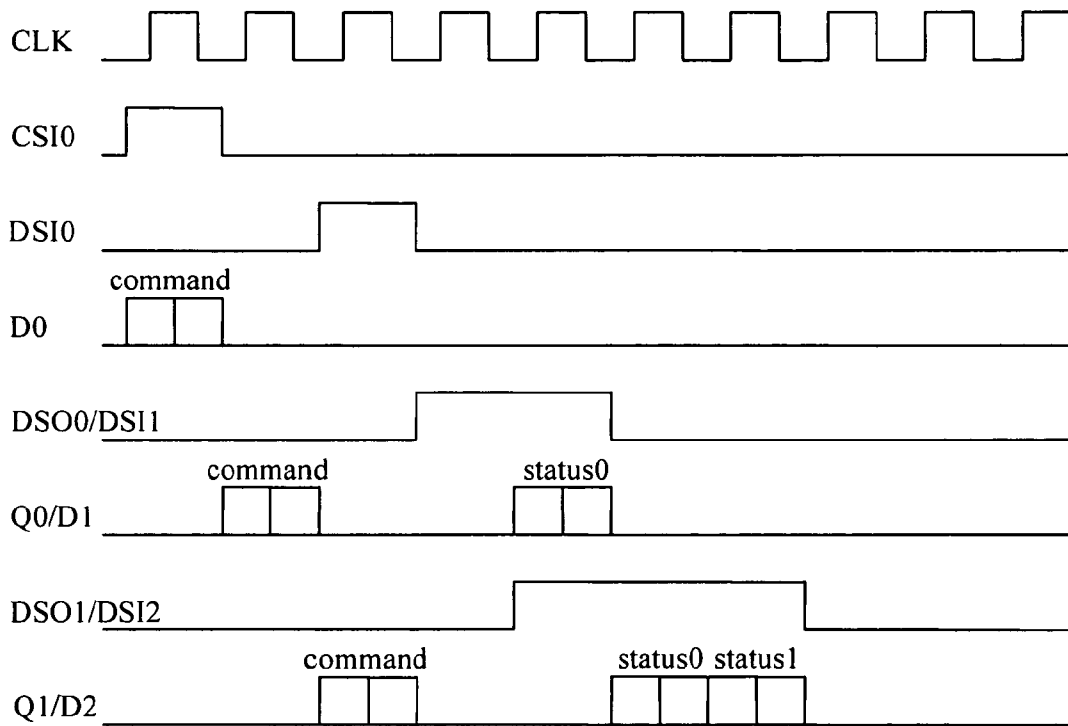 CLK
CSI0
DSI0
command
D0
DSO0/DSI1
command status0
Q0/D1
DSO1/DSI2
command status0 status1
Q1/D2